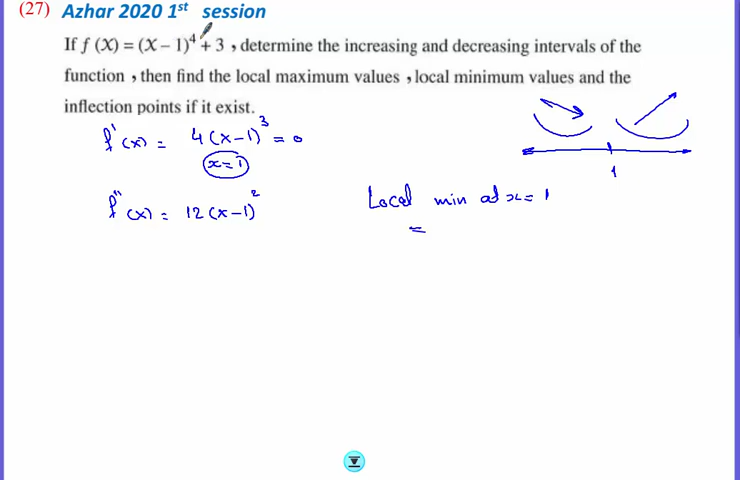 (27) Azhar 2020 1st session
If f (X) = (X – 1)⁴ + 3 , determine the increasing and decreasing intervals of the
function , then find the local maximum values , local minimum values and the
inflection points if it exist.
f'(x) = 4(x-1)³ = 0
x=1
1
f''(x) = 12(x-1)²
Local min at x = 1
=